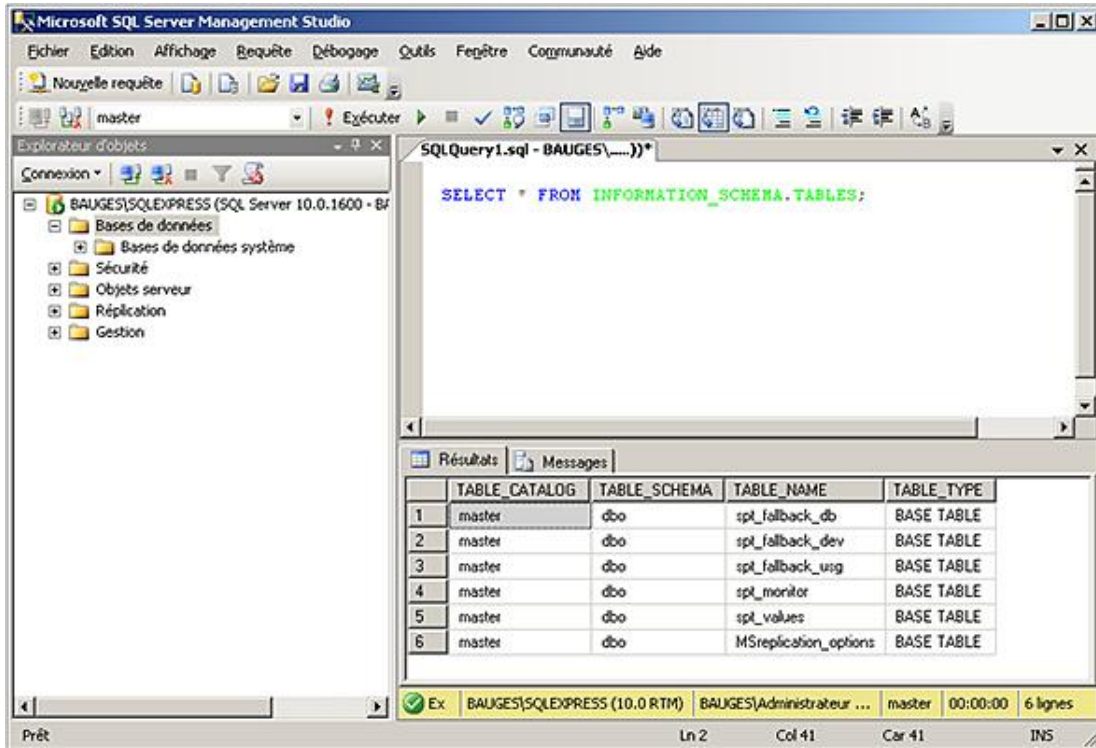 Microsoft SQL Server Management Studio
Fichier Edition Affichage Requête Débogage Outils Fenêtre Communauté Aide
Nouvelle requête
master Exécuter
Explorateur d'objets
Connexion
BAUGES\SQLEXPRESS (SQL Server 10.0.1600 - BA
Bases de données
Bases de données système
Sécurité
Objets serveur
Réplication
Gestion
SQLQuery1.sql - BAUGES\.....))*
SELECT * FROM INFORMATION_SCHEMA.TABLES;
Résultats Messages
TABLE_CATALOG TABLE_SCHEMA TABLE_NAME TABLE_TYPE
1 master dbo spt_fallback_db BASE TABLE
2 master dbo spt_fallback_dev BASE TABLE
3 master dbo spt_fallback_usg BASE TABLE
4 master dbo spt_monitor BASE TABLE
5 master dbo spt_values BASE TABLE
6 master dbo MSreplication_options BASE TABLE
Ex BAUGES\SQLEXPRESS (10.0 RTM) BAUGES\Administrateur ... master 00:00:00 6 lignes
Prêt Ln 2 Col 41 Car 41 INS